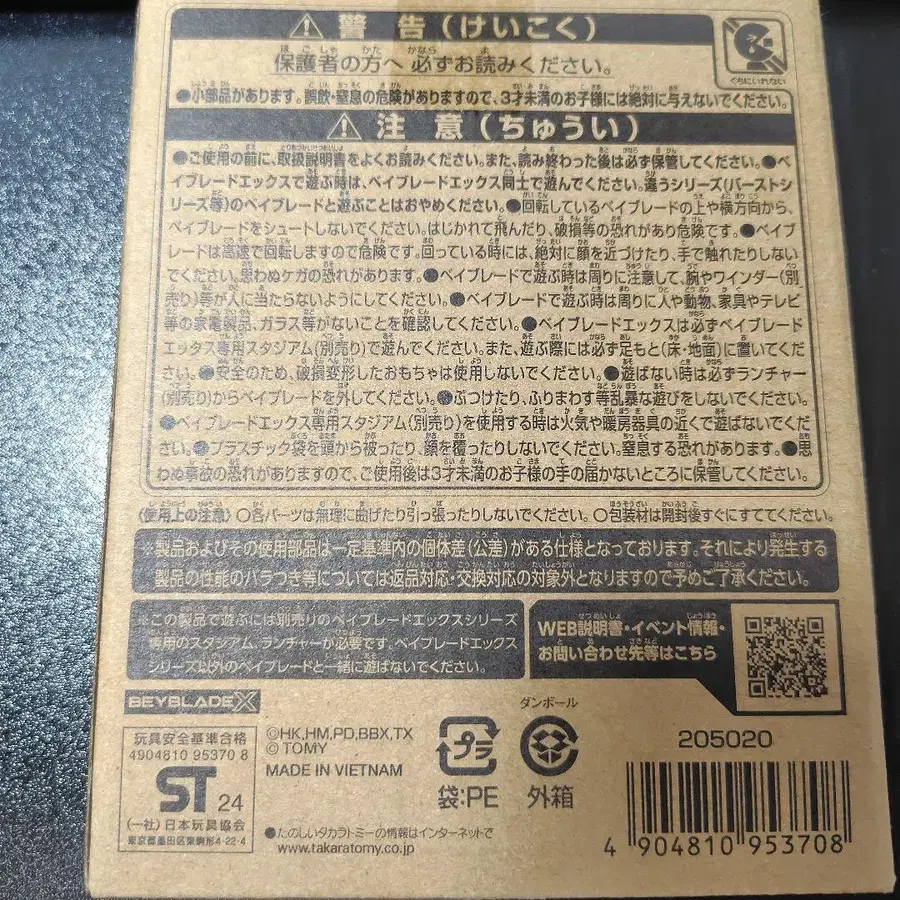 警告(けいこく)
保護者の方へ 必ずお読みください。
くちにいれない
●小部品があります。誤飲・窒息の危険がありますので、3才未満のお子様には絶対に与えないでください。
注意(ちゅうい)
●ご使用の前に、取扱説明書をよくお読みください。また、読み終わった後は必ず保管してください。●ベ
イブレードエックスで遊ぶ時は、ベイブレードエックス同士で遊んでください。違うシリーズ(バーストシ
リーズ等)のベイブレードと遊ぶことはおやめください。●回転しているベイブレードの上や横方向から、
ベイブレードをシュートしないでください。はじかれて飛んだり、破損等の恐れがあり危険です。●ベイブ
レードは高速で回転しますので危険です。回っている時には、絶対に顔を近づけたり、手で触れたりしない
でください。思わぬケガの恐れがあります。●ベイブレードで遊ぶ時は周りに注意して、腕やワインダー(別
売り)等が人に当たらないようにしてください。●ベイブレードで遊ぶ時は周りに人や動物、家具やテレビ
等の家電製品、ガラス等がないことを確認してください。●ベイブレードエックスは必ずベイブレード
エックス専用スタジアム(別売り)で遊んでください。また、遊ぶ際には必ず足もと(床・地面)に置いてくだ
さい。●安全のため、破損変形したおもちゃは使用しないでください。●遊ばない時は必ずランチャー
(別売り)からベイブレードを外してください。●ぶつけたり、ふりまわす等乱暴な遊びをしないでください。
●ベイブレードエックス専用スタジアム(別売り)を使用する時は火気や暖房器具の近くで遊ばないでくだ
さい。●プラスチック袋を頭から被ったり、顔を覆ったりしないでください。窒息する恐れがあります。●思
わぬ事故の恐れがありますので、ご使用後は3才未満のお子様の手の届かないところに保管してください。
〈使用上の注意〉○各パーツは無理に曲げたり引っ張ったりしないでください。○包装材は開封後すぐにすててください。
※製品およびその使用部品は一定基準内の個体差(公差)がある仕様となっております。それにより発生する
製品の性能のバラつき等については返品対応・交換対応の対象外となりますので予めご了承ください。
※この製品で遊ぶには別売りのベイブレードエックスシリーズ
専用のスタジアム、ランチャーが必要です。ベイブレードエックス
シリーズ以外のベイブレードと一緒に遊ばないでください。
WEB説明書・イベント情報・
お問い合わせ先等はこちら
BEYBLADE X
玩具安全基準合格
4904810 95370 8
ST 24
(一社)日本玩具協会
東京都墨田区東駒形4-22-4
©HK,HM,PD,BBX,TX
© TOMY
MADE IN VIETNAM
プラ
袋:PE
ダンボール
外箱
●たのしいタカラトミーの情報はインターネットで
www.takaratomy.co.jp
205020
4 904810 953708